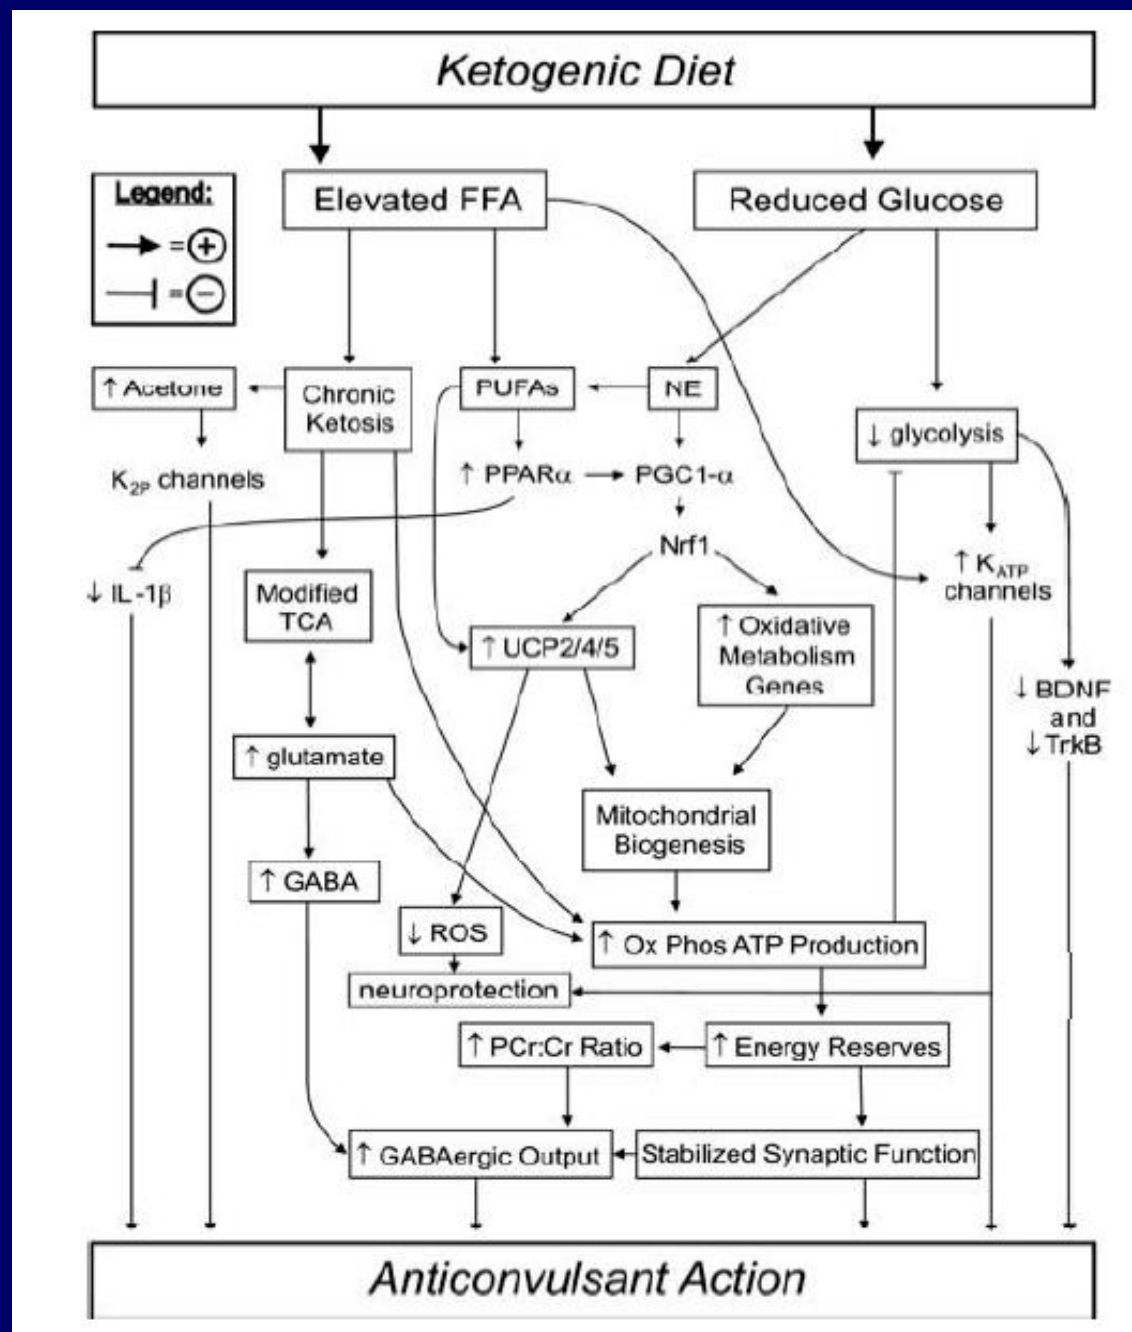 Ketogenic Diet
Elevated FFA
Reduced Glucose
Legend:
= +
= −
↑ Acetone
Chronic
Ketosis
PUFAs
NE
↓ glycolysis
K2P channels
↑ PPARα
PGC1-α
↓ IL-1β
Nrf1
↑ KATP
channels
Modified
TCA
↑ UCP2/4/5
↑ Oxidative
Metabolism
Genes
↓ BDNF
and
↓ TrkB
↑ glutamate
Mitochondrial
Biogenesis
↑ GABA
↓ ROS
↑ Ox Phos ATP Production
neuroprotection
↑ PCr:Cr Ratio
↑ Energy Reserves
↑ GABAergic Output
Stabilized Synaptic Function
Anticonvulsant Action